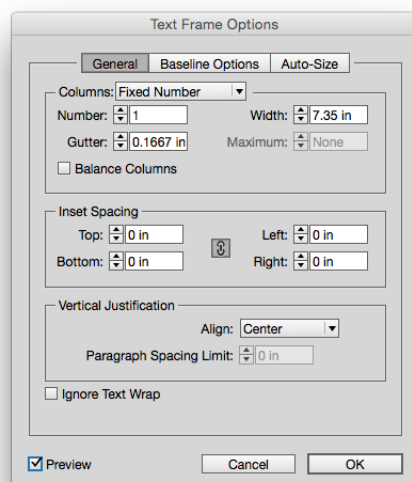 Text Frame Options
General Baseline Options Auto-Size
Columns: Fixed Number
Number: 1 Width: 7.35 in
Gutter: 0.1667 in Maximum: None
Balance Columns
Inset Spacing
Top: 0 in Left: 0 in
Bottom: 0 in Right: 0 in
Vertical Justification
Align: Center
Paragraph Spacing Limit: 0 in
Ignore Text Wrap
Preview Cancel OK